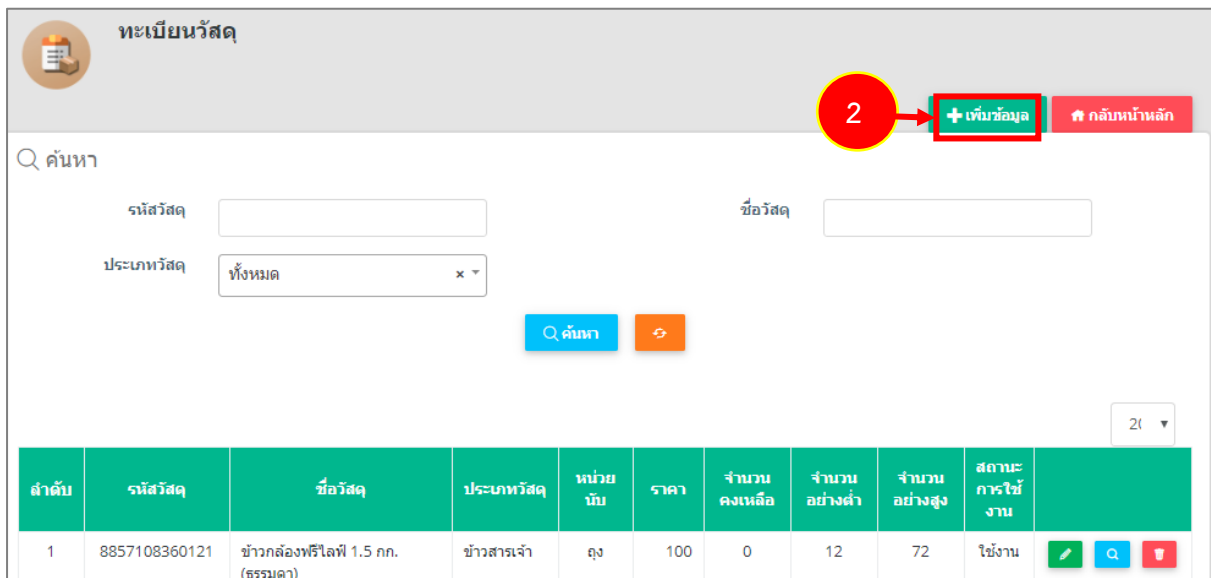 ทะเบียนวัสดุ
2
เพิ่มข้อมูล
กลับหน้าหลัก
ค้นหา
รหัสวัสดุ
ชื่อวัสดุ
ประเภทวัสดุ
ทั้งหมด
ค้นหา
ลำดับ
รหัสวัสดุ
ชื่อวัสดุ
ประเภทวัสดุ
หน่วย
นับ
ราคา
จำนวน
คงเหลือ
จำนวน
อย่างต่ำ
จำนวน
อย่างสูง
สถานะ
การใช้
งาน
1
8857108360121
ข้าวกล้องฟรีไลฟ์ 1.5 กก.
(ธรรมดา)
ข้าวสารเจ้า
ถุง
100
0
12
72
ใช้งาน